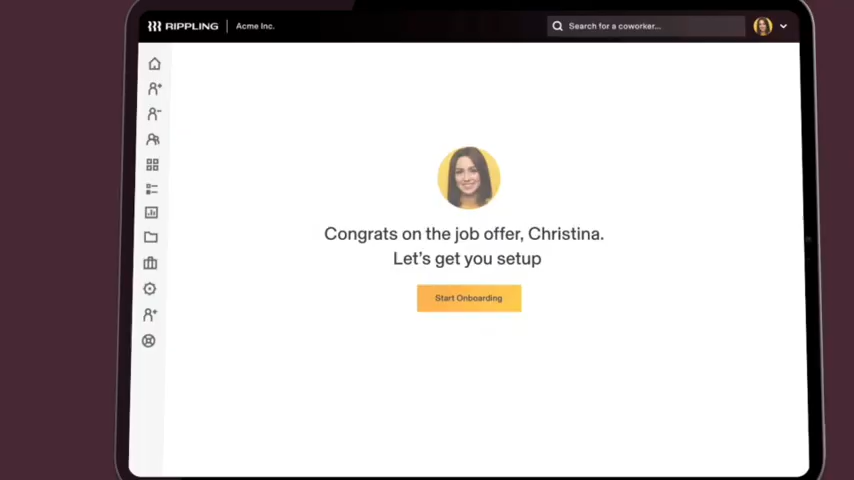 RIPPLING Acme Inc. Search for a coworker...
Congrats on the job offer, Christina.
Let's get you setup
Start Onboarding